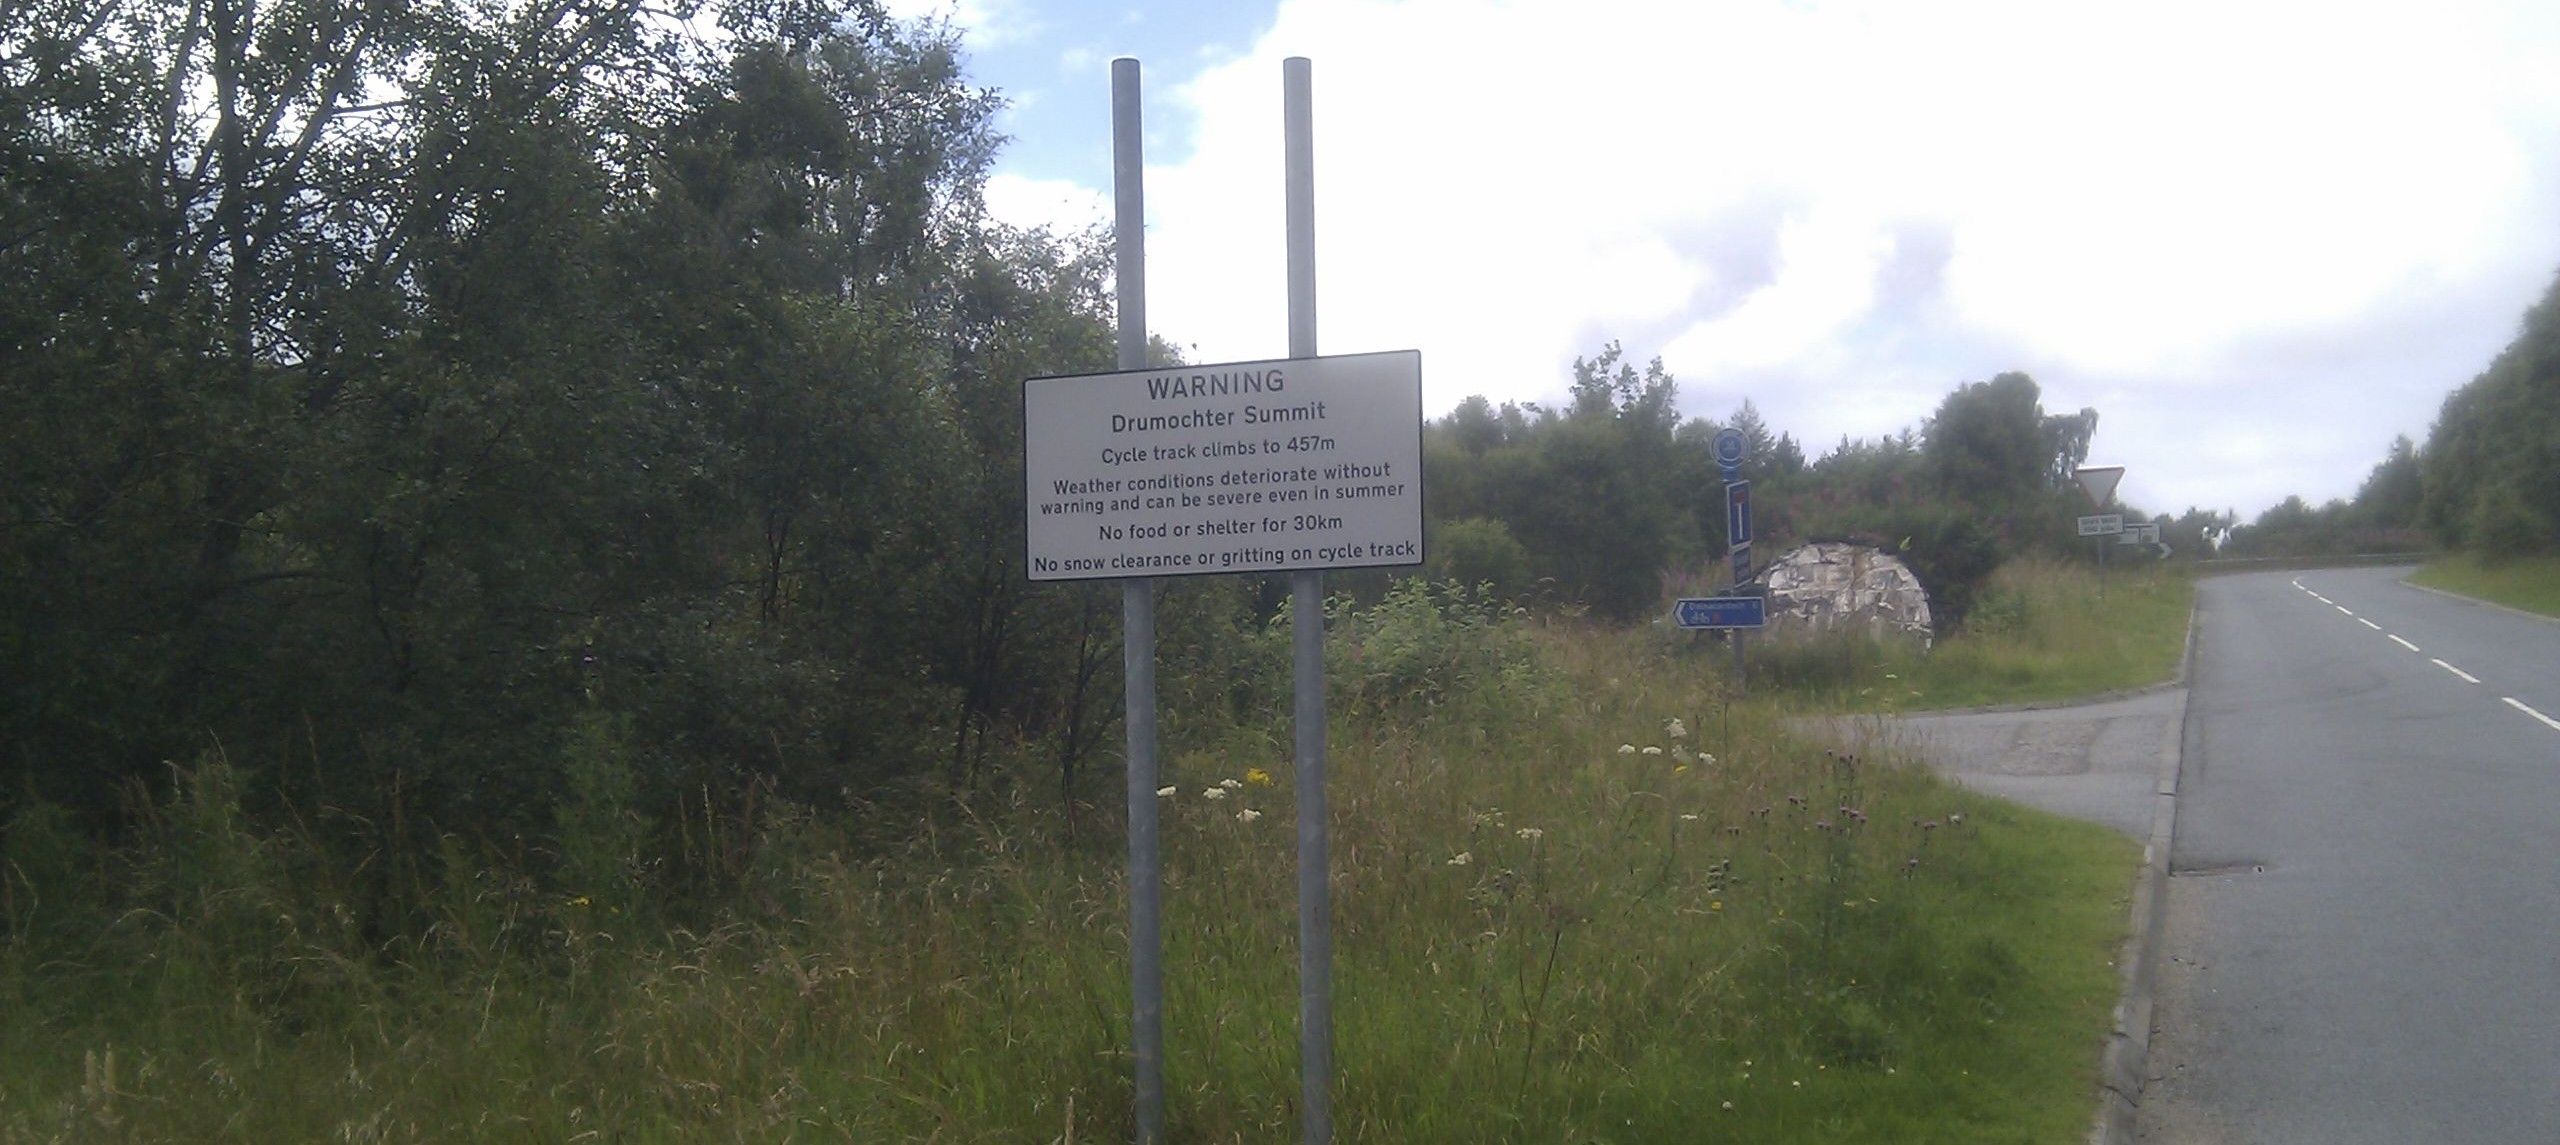 WARNING
Drumochter Summit
Cycle track climbs to 457m
Weather conditions deteriorate without
warning and can be severe even in summer
No food or shelter for 30km
No snow clearance or gritting on cycle track